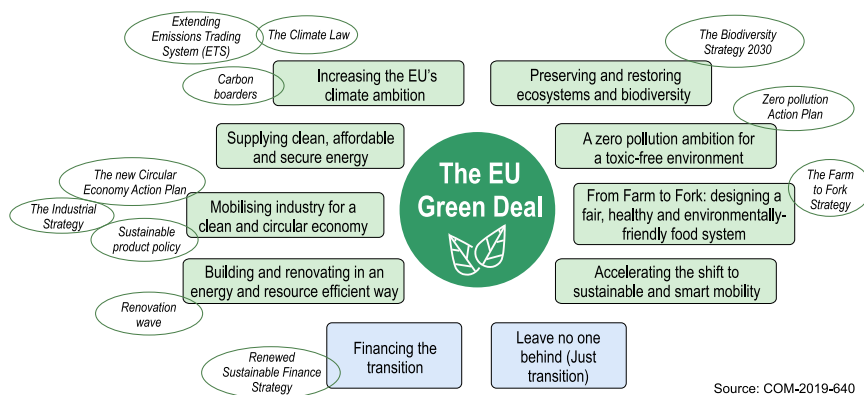 Extending
Emissions Trading
System (ETS)
The Climate Law
Carbon
boarders
Increasing the EU's
climate ambition
Supplying clean, affordable
and secure energy
The new Circular
Economy Action Plan
The Industrial
Strategy
Sustainable
product policy
Mobilising industry for a
clean and circular economy
Building and renovating in an
energy and resource efficient way
Renovation
wave
Renewed
Sustainable Finance
Strategy
Financing the
transition
The EU
Green Deal
The Biodiversity
Strategy 2030
Preserving and restoring
ecosystems and biodiversity
Zero pollution
Action Plan
A zero pollution ambition for
a toxic-free environment
The Farm
to Fork
Strategy
From Farm to Fork: designing a
fair, healthy and environmentally-
friendly food system
Accelerating the shift to
sustainable and smart mobility
Leave no one
behind (Just
transition)
Source: COM-2019-640